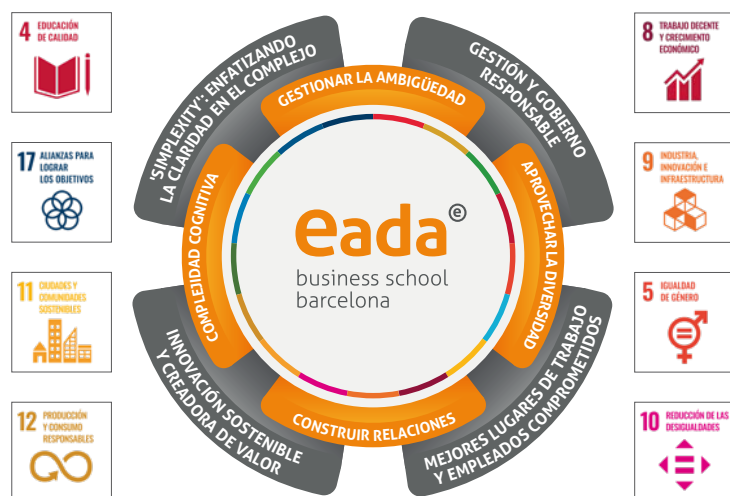 4 EDUCACIÓN
DE CALIDAD
17 ALIANZAS PARA
LOGRAR
LOS OBJETIVOS
11 CIUDADES Y
COMUNIDADES
SOSTENIBLES
12 PRODUCCIÓN
Y CONSUMO
RESPONSABLES
'SIMPLEXITY': ENFATIZANDO
LA CLARIDAD EN EL COMPLEJO
GESTIÓN Y GOBIERNO
RESPONSABLE
GESTIONAR LA AMBIGÜEDAD
COMPLEJIDAD COGNITIVA
APROVECHAR LA DIVERSIDAD
eada e
business school
barcelona
CONSTRUIR RELACIONES
INNOVACIÓN SOSTENIBLE
Y CREADORA DE VALOR
MEJORES LUGARES DE TRABAJO
Y EMPLEADOS COMPROMETIDOS
8 TRABAJO DECENTE
Y CRECIMIENTO
ECONÓMICO
9 INDUSTRIA,
INNOVACIÓN E
INFRAESTRUCTURA
5 IGUALDAD
DE GÉNERO
10 REDUCCIÓN DE LAS
DESIGUALDADES